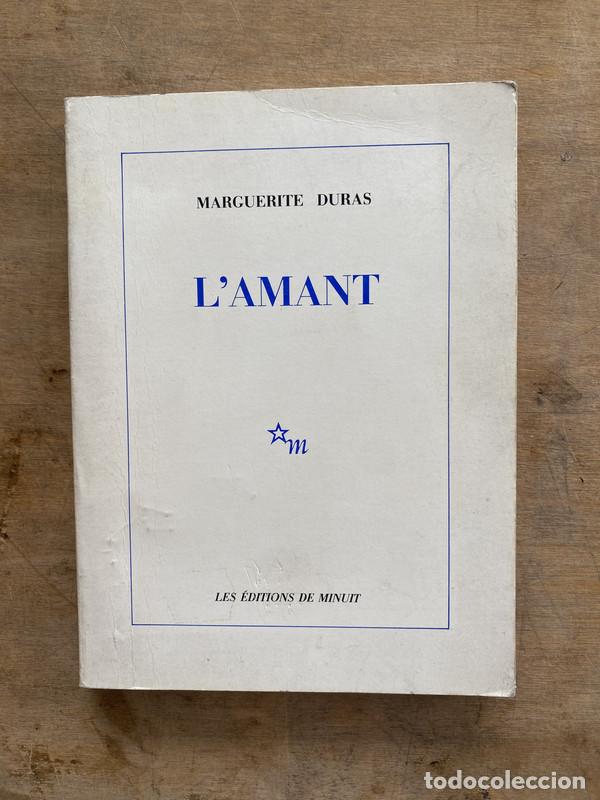 MARGUERITE DURAS
L'AMANT
m
LES ÉDITIONS DE MINUIT
todocoleccion